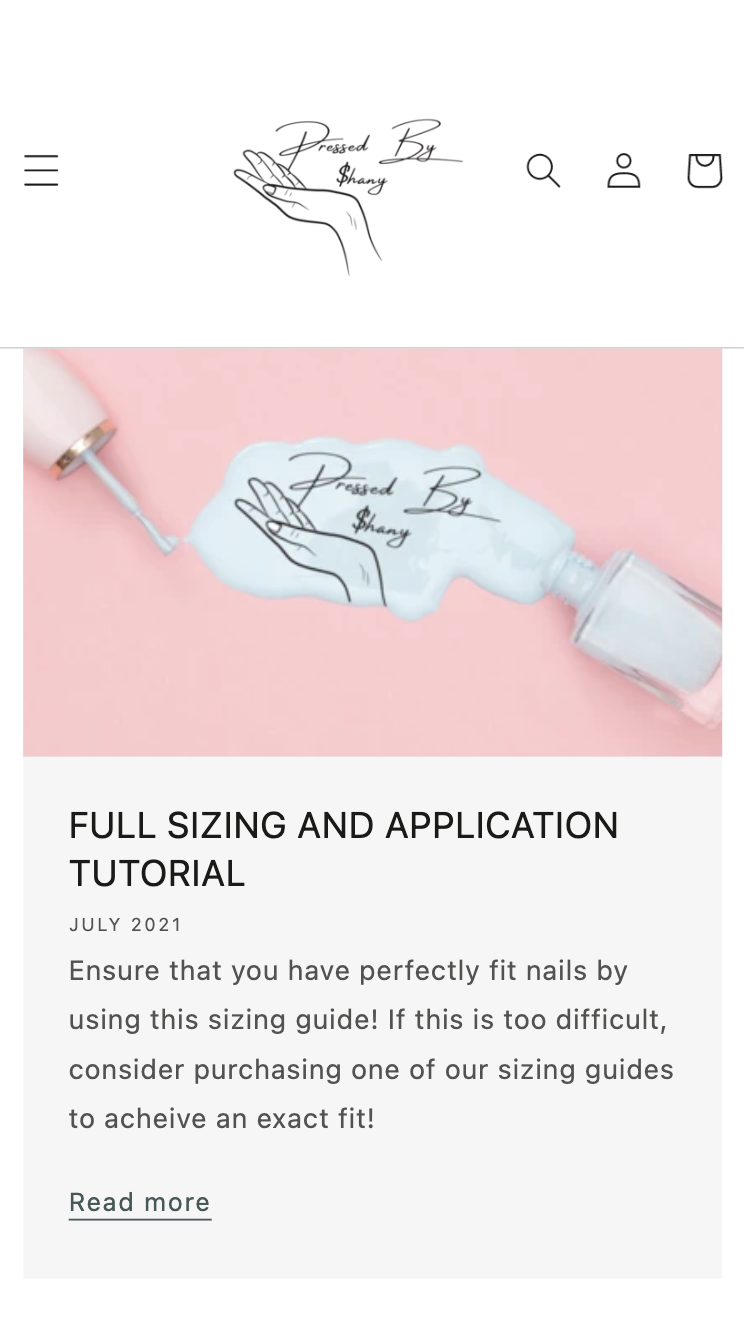 Pressed By
$hany
Pressed By
$hany
FULL SIZING AND APPLICATION
TUTORIAL
JULY 2021
Ensure that you have perfectly fit nails by
using this sizing guide! If this is too difficult,
consider purchasing one of our sizing guides
to acheive an exact fit!
Read more